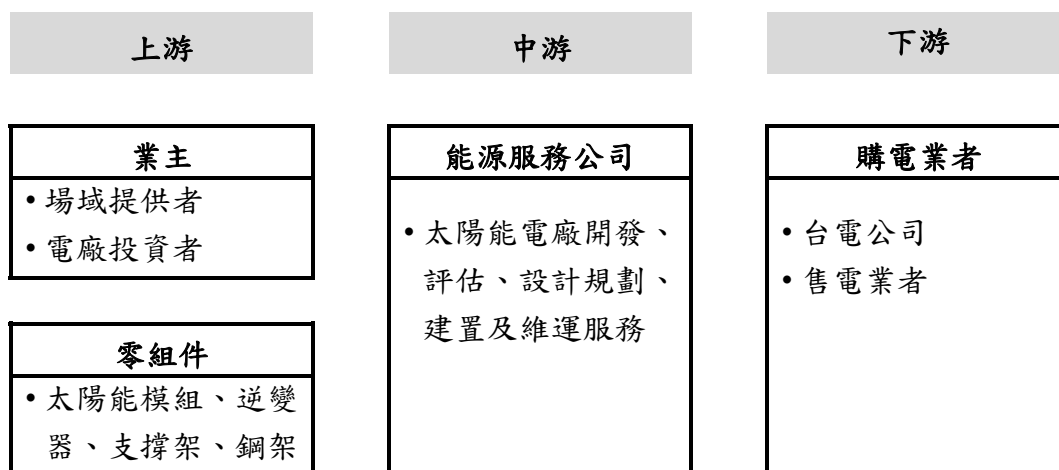 上游
中游
下游
業主
•場域提供者
•電廠投資者
零組件
•太陽能模組、逆變
器、支撐架、鋼架
能源服務公司
•太陽能電廠開發、
評估、設計規劃、
建置及維運服務
購電業者
•台電公司
•售電業者